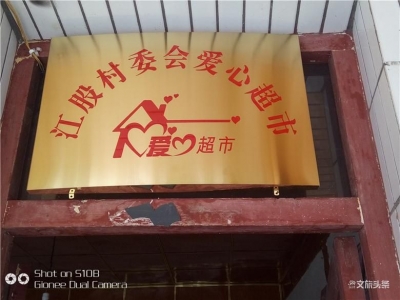 江股村委会爱心超市
爱
超市
Shot on S10B
Gionee Dual Camera
@文旅头条